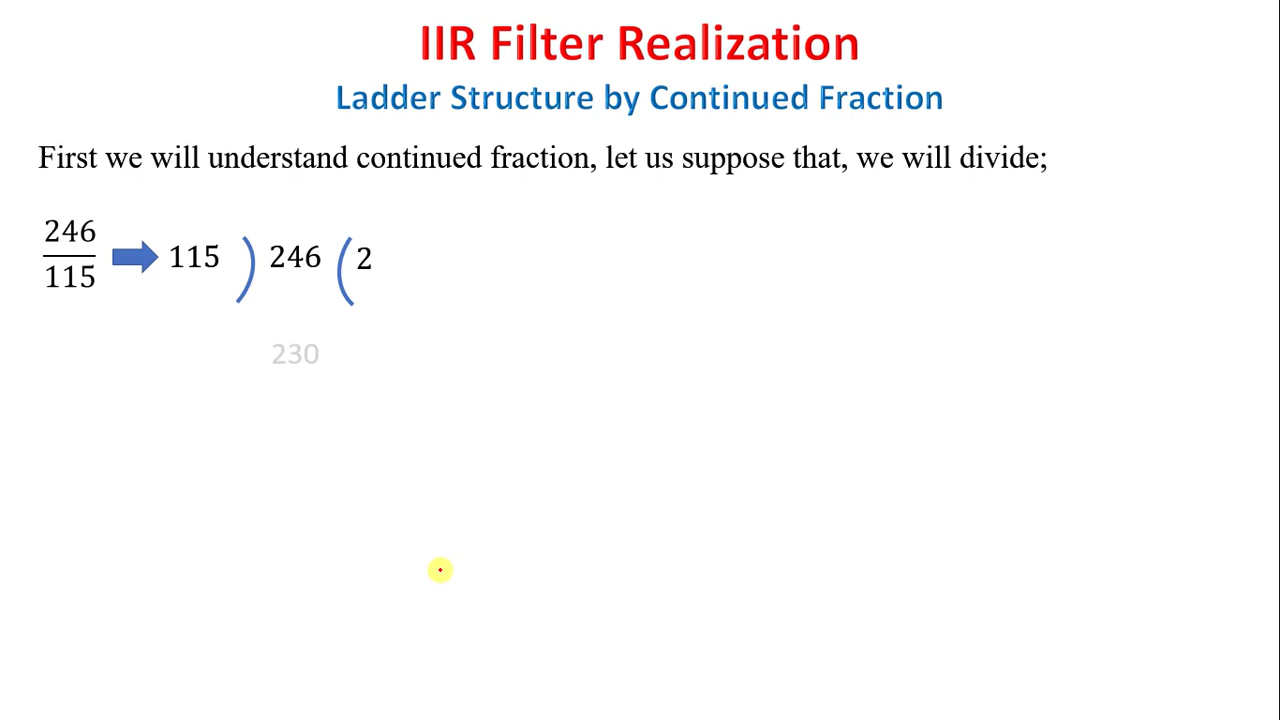 IIR Filter Realization
Ladder Structure by Continued Fraction
First we will understand continued fraction, let us suppose that, we will divide;
246
115
115 ) 246 ( 2
230